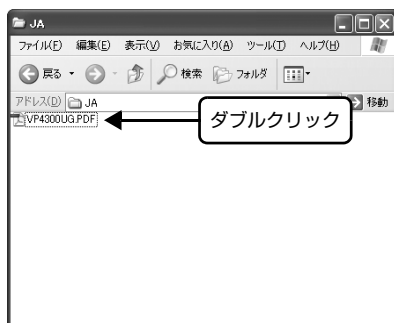 JA
ファイル(F) 編集(E) 表示(V) お気に入り(A) ツール(T) ヘルプ(H)
戻る 検索 フォルダ
アドレス(D) JA 移動
VP4300UG.PDF
ダブルクリック